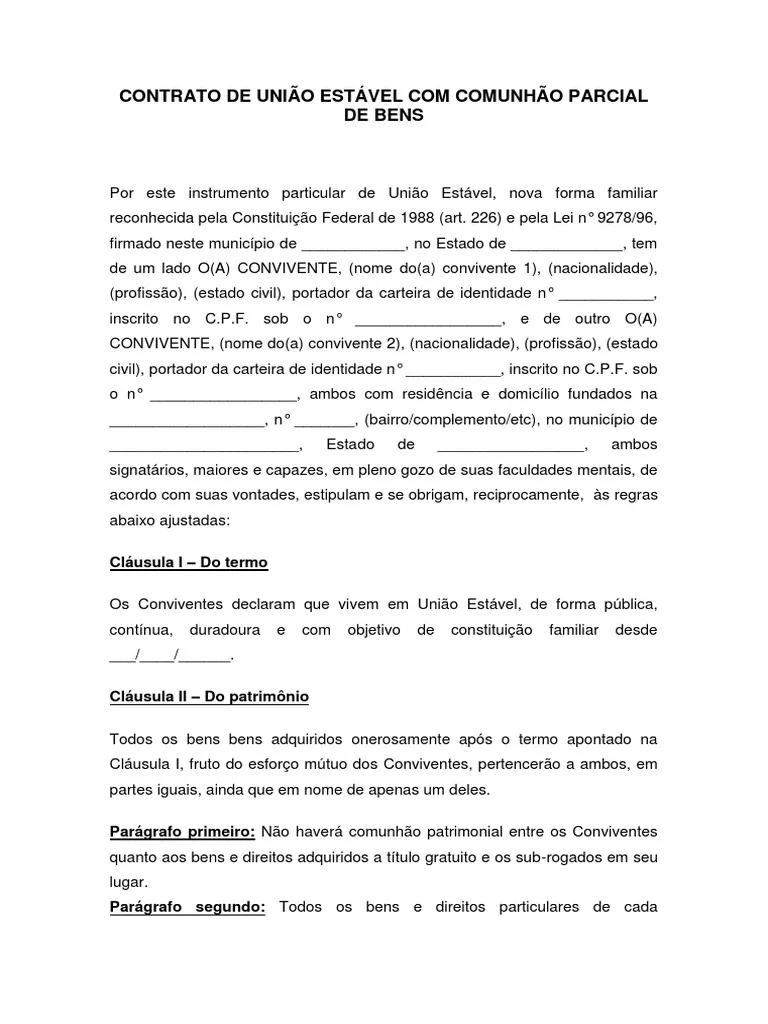 CONTRATO DE UNIÃO ESTÁVEL COM COMUNHÃO PARCIAL
DE BENS
Por este instrumento particular de União Estável, nova forma familiar
reconhecida pela Constituição Federal de 1988 (art. 226) e pela Lei n° 9278/96,
firmado neste município de ____________, no Estado de _____________, tem
de um lado O(A) CONVIVENTE, (nome do(a) convivente 1), (nacionalidade),
(profissão), (estado civil), portador da carteira de identidade n° ___________,
inscrito no C.P.F. sob o n° _________________, e de outro O(A)
CONVIVENTE, (nome do(a) convivente 2), (nacionalidade), (profissão), (estado
civil), portador da carteira de identidade n° ___________, inscrito no C.P.F. sob
o n° _________________, ambos com residência e domicílio fundados na
__________________, n° _______, (bairro/complemento/etc), no município de
______________________, Estado de _________________, ambos
signatários, maiores e capazes, em pleno gozo de suas faculdades mentais, de
acordo com suas vontades, estipulam e se obrigam, reciprocamente, às regras
abaixo ajustadas:
Cláusula I – Do termo
Os Conviventes declaram que vivem em União Estável, de forma pública,
contínua, duradoura e com objetivo de constituição familiar desde
___/____/______.
Cláusula II – Do patrimônio
Todos os bens bens adquiridos onerosamente após o termo apontado na
Cláusula I, fruto do esforço mútuo dos Conviventes, pertencerão a ambos, em
partes iguais, ainda que em nome de apenas um deles.
Parágrafo primeiro: Não haverá comunhão patrimonial entre os Conviventes
quanto aos bens e direitos adquiridos a título gratuito e os sub-rogados em seu
lugar.
Parágrafo segundo: Todos os bens e direitos particulares de cada